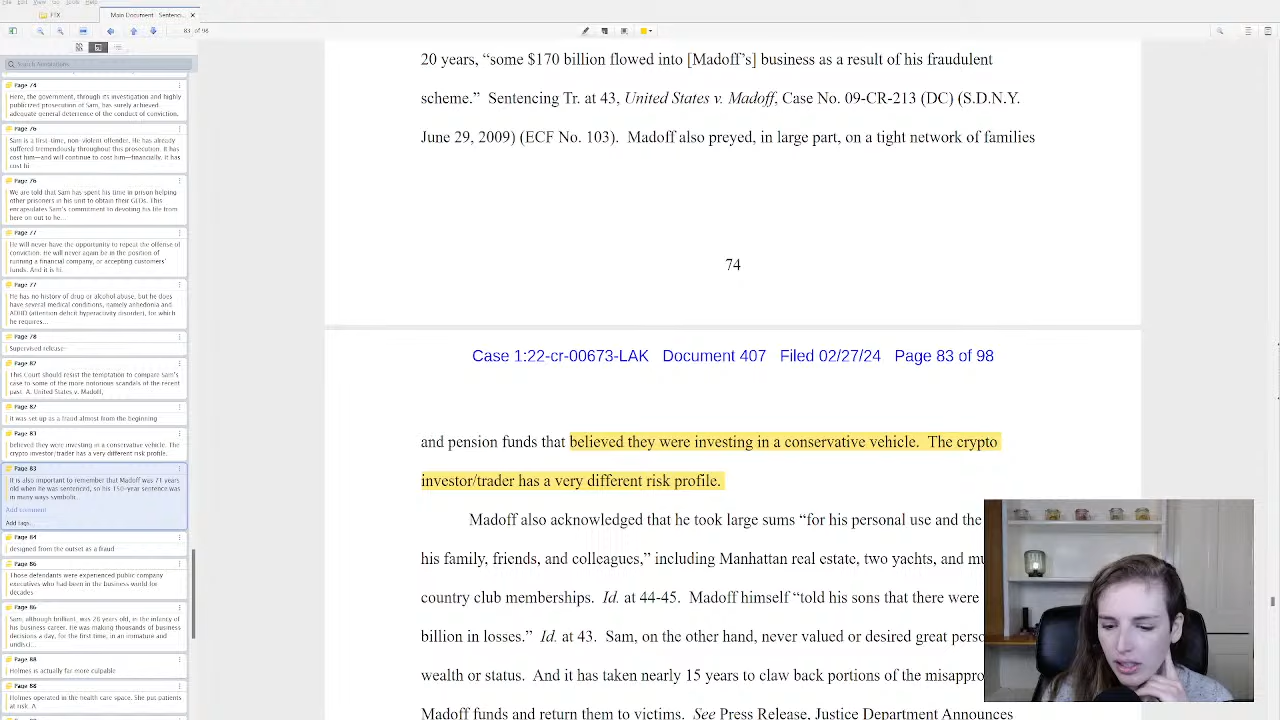 File Edit View Go Tools Window Help
FTX
Main Document - Sentenc...
83 of 98
Search Annotations
Page 74
Here, the government, through its investigation and highly
publicized prosecution of Sam, has surely achieved
adequate general deterrence of the conduct of conviction.
Page 76
Sam is a first-time, non-violent offender. He has already
suffered tremendously throughout this prosecution. It has
cost him—and will continue to cost him—financially. It has
cost hi
Page 76
We are told that Sam has spent his time in prison helping
other prisoners in his unit to obtain their GEDs. This
encapsulates Sam's commitment to devoting his life from
here on out to he...
Page 77
He will never have the opportunity to repeat the offense of
conviction. He will never again be in the position of
running a financial company, or accepting customers'
funds. And it is hi
Page 77
He has no history of drug or alcohol abuse, but he does
have several medical conditions, namely anhedonia and
ADHD (attention deficit hyperactivity disorder), for which
he requires...
Page 78
Supervised release
Page 82
This Court should resist the temptation to compare Sam's
case to some of the more notorious scandals of the recent
past. A. United States v. Madoff,
Page 82
It was set up as a fraud almost from the beginning
Page 83
believed they were investing in a conservative vehicle. The
crypto investor/trader has a very different risk profile.
Page 83
It is also important to remember that Madoff was 71 years
old when he was sentenced, so his 150-year sentence was
in many ways symbolic...
Add comment
Add tags...
Page 84
designed from the outset as a fraud
Page 86
Those defendants were experienced public company
executives who had been in the business world for
decades
Page 86
Sam, although brilliant, was 28 years old, in the infancy of
his business career. He was making thousands of business
decisions a day, for the first time, in an immature and
undisci...
Page 88
Holmes is actually far more culpable
Page 88
Holmes operated in the health care space. She put patients
at risk. A
20 years, “some $170 billion flowed into [Madoff’s] business as a result of his fraudulent
scheme.” Sentencing Tr. at 43, United States v. Madoff, Case No. 09-CR-213 (DC) (S.D.N.Y.
June 29, 2009) (ECF No. 103). Madoff also preyed, in large part, on a tight network of families
74
Case 1:22-cr-00673-LAK Document 407 Filed 02/27/24 Page 83 of 98
and pension funds that believed they were investing in a conservative vehicle. The crypto
investor/trader has a very different risk profile.
Madoff also acknowledged that he took large sums “for his personal use and the
his family, friends, and colleagues,” including Manhattan real estate, two yachts, and mu
country club memberships. Id. at 44-45. Madoff himself “told his sons that there were
billion in losses.” Id. at 43. Sam, on the other hand, never valued or desired great perso
wealth or status. And it has taken nearly 15 years to claw back portions of the misappro
Madoff funds and return them to victims. See Press Release, Justice Department Announces